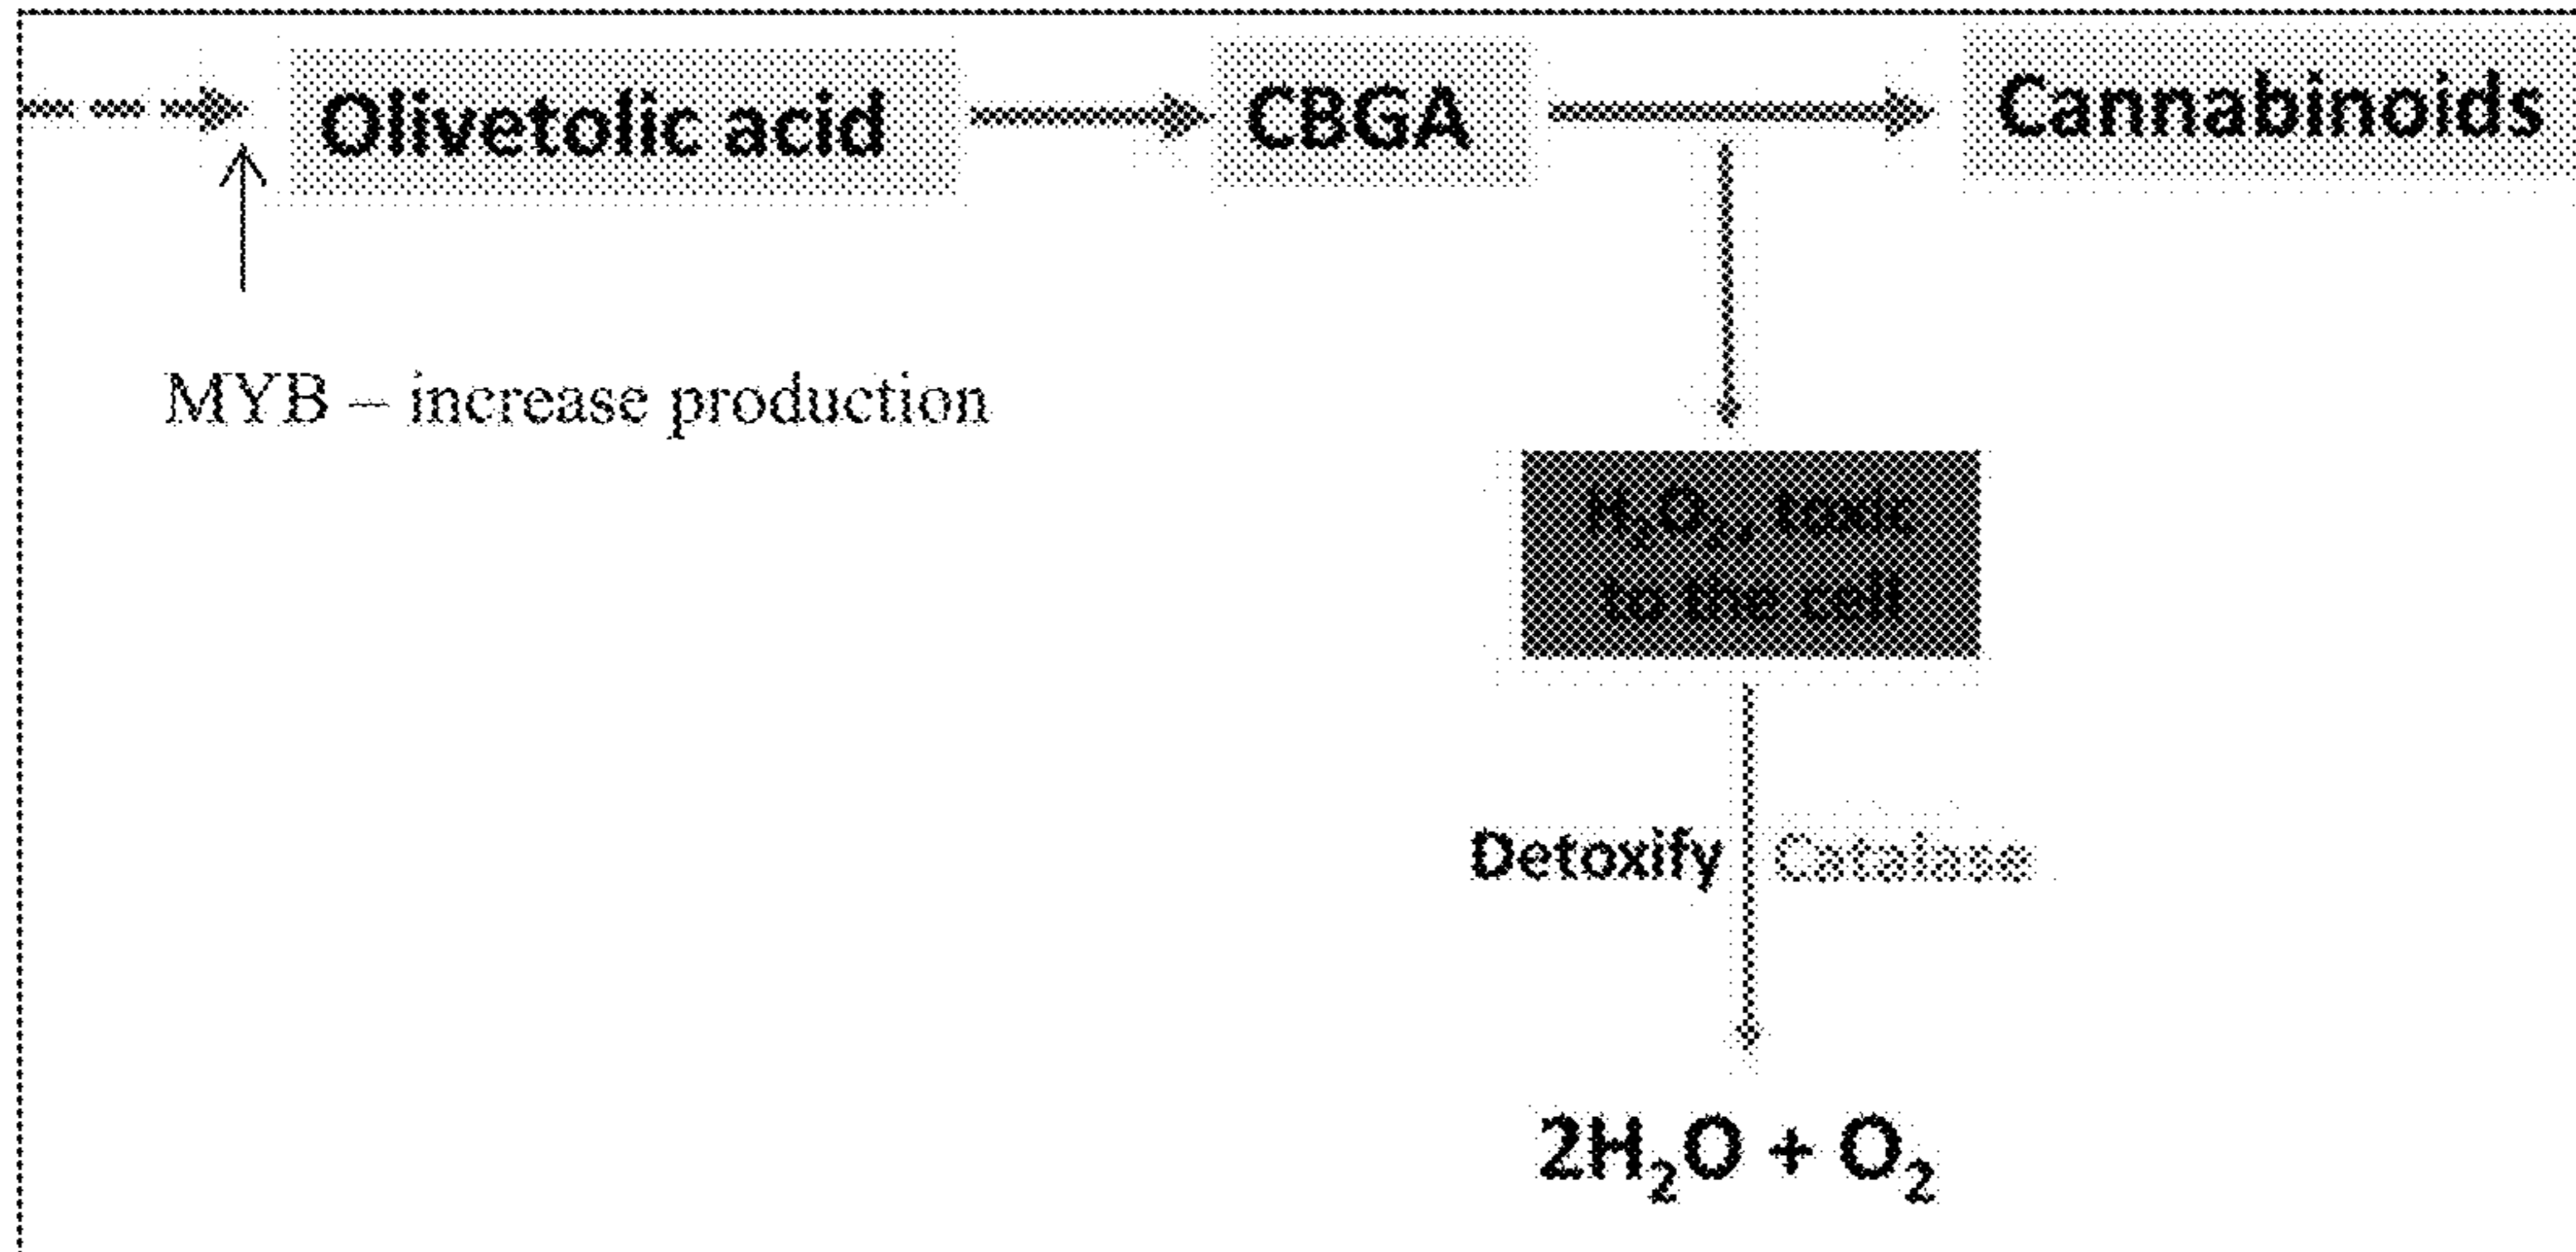 Olivetolic acid
CBGA
Cannabinoids
MYB – increase production
H₂O₂, toxic
to the cell
Detoxify
Catalase
2H₂O + O₂